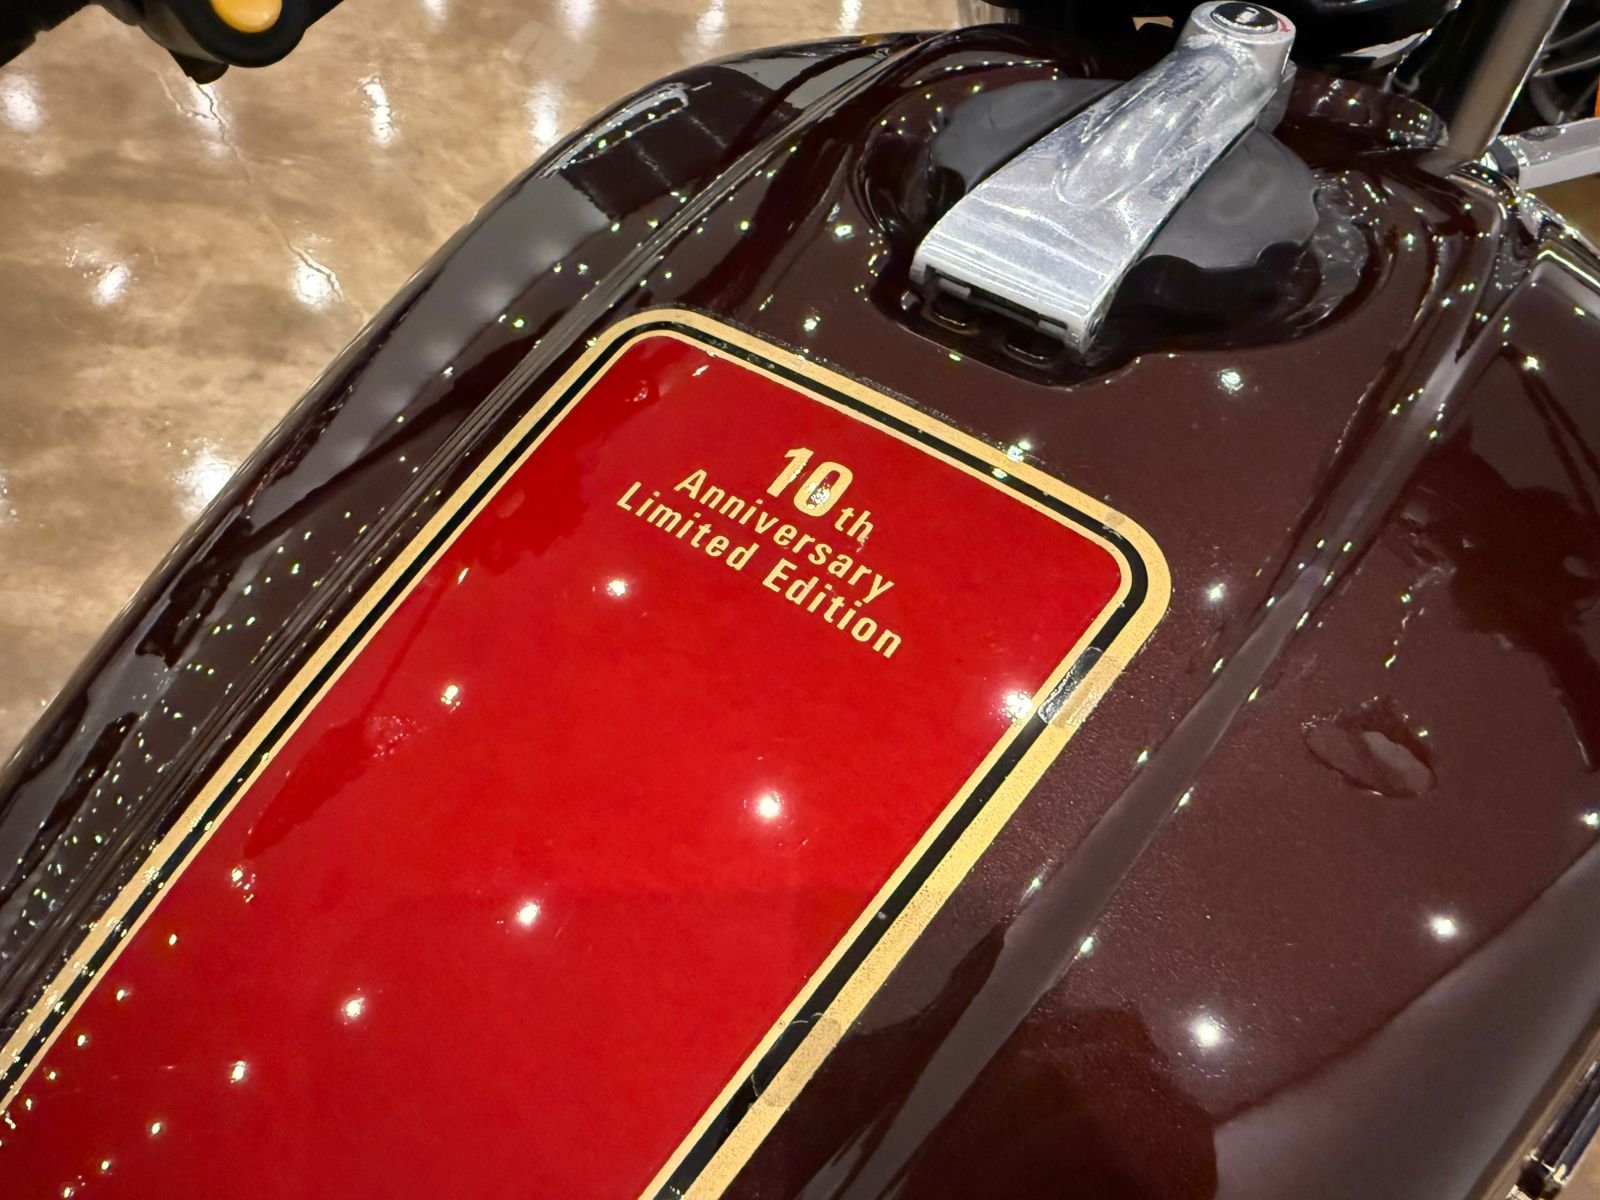 10th
Anniversary
Limited Edition